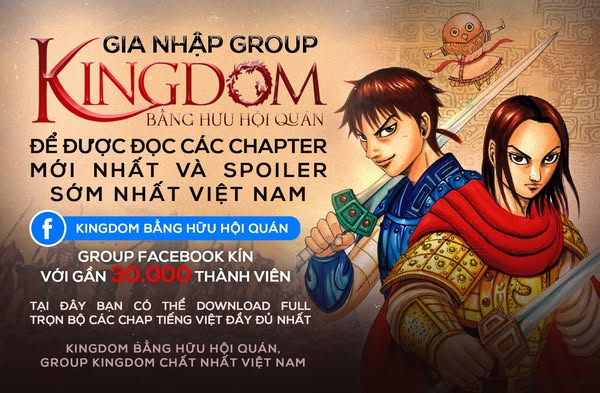 GIA NHẬP GROUP
KINGDOM
BẰNG HƯU HỘI QUÁN
ĐỂ ĐƯỢC ĐỌC CÁC CHAPTER
MỚI NHẤT VÀ SPOILER
SỚM NHẤT VIỆT NAM
f KINGDOM BẰNG HỮU HỘI QUÁN
GROUP FACEBOOK KÍN
VỚI GẦN 30.000 THÀNH VIÊN
TẠI ĐÂY BẠN CÓ THỂ DOWNLOAD FULL
TRỌN BỘ CÁC CHAP TIẾNG VIỆT ĐẦY ĐỦ NHẤT
KINGDOM BẰNG HỮU HỘI QUÁN,
GROUP KINGDOM CHẤT NHẤT VIỆT NAM